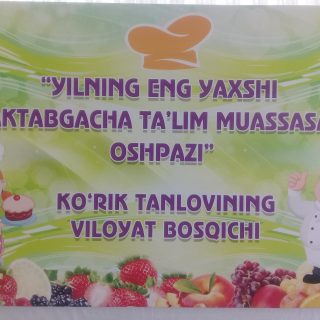 "YILNING ENG YAXSHI
AKTABGACHA TA'LIM MUASSASA
OSHPAZI"
KO'RIK TANLOVINING
VILOYAT BOSQICHI